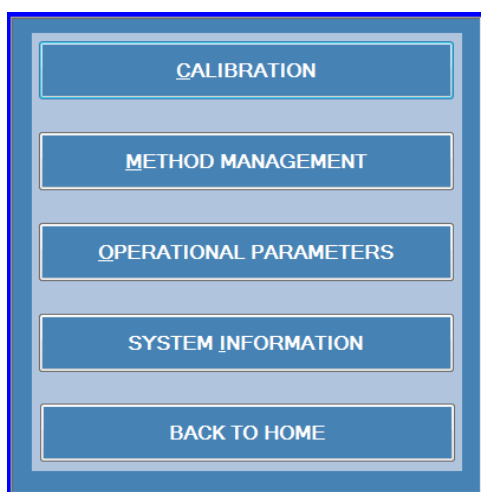 CALIBRATION
METHOD MANAGEMENT
OPERATIONAL PARAMETERS
SYSTEM INFORMATION
BACK TO HOME